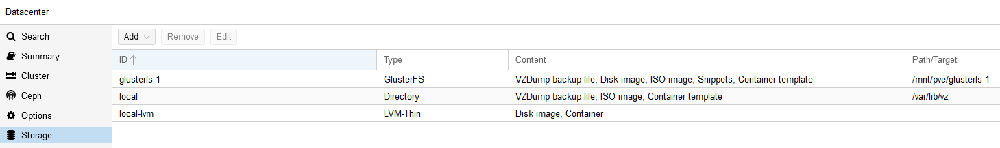 Datacenter
Search
Summary
Cluster
Ceph
Options
Storage
Add Remove Edit
ID Type Content Path/Target
glusterfs-1 GlusterFS VZDump backup file, Disk image, ISO image, Snippets, Container template /mnt/pve/glusterfs-1
local Directory VZDump backup file, ISO image, Container template /var/lib/vz
local-lvm LVM-Thin Disk image, Container